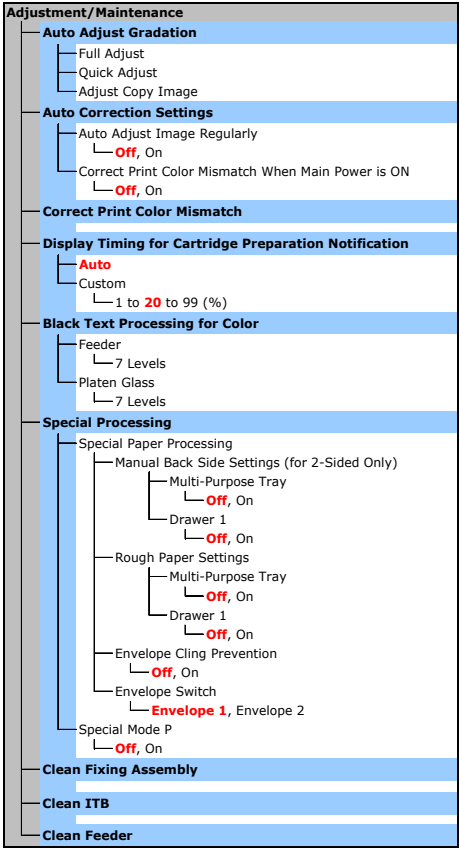 Adjustment/Maintenance
Auto Adjust Gradation
Full Adjust
Quick Adjust
Adjust Copy Image
Auto Correction Settings
Auto Adjust Image Regularly
Off, On
Correct Print Color Mismatch When Main Power is ON
Off, On
Correct Print Color Mismatch
Display Timing for Cartridge Preparation Notification
Auto
Custom
1 to 20 to 99 (%)
Black Text Processing for Color
Feeder
7 Levels
Platen Glass
7 Levels
Special Processing
Special Paper Processing
Manual Back Side Settings (for 2-Sided Only)
Multi-Purpose Tray
Off, On
Drawer 1
Off, On
Rough Paper Settings
Multi-Purpose Tray
Off, On
Drawer 1
Off, On
Envelope Cling Prevention
Off, On
Envelope Switch
Envelope 1, Envelope 2
Special Mode P
Off, On
Clean Fixing Assembly
Clean ITB
Clean Feeder